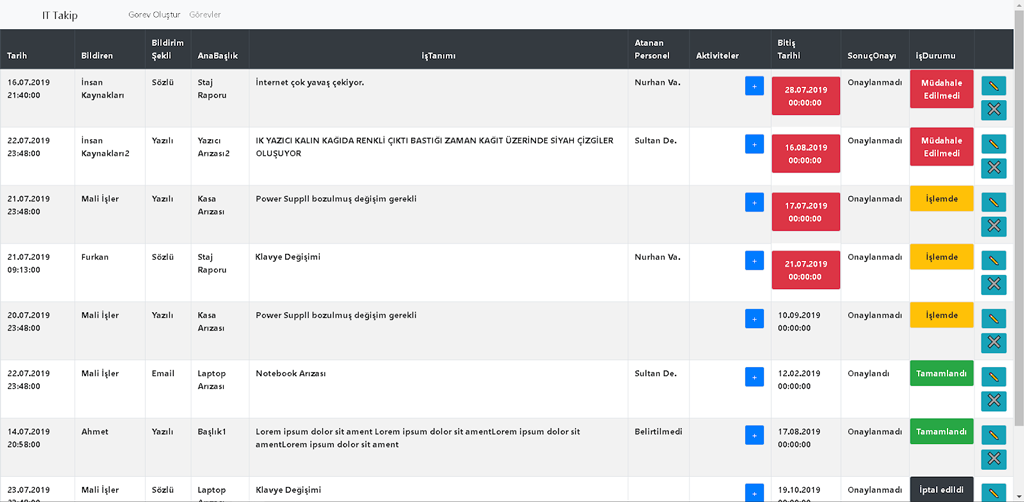 IT Takip Görev Oluştur Görevler
Tarih Bildiren Bildirim Şekli AnaBaşlık İşTanımı Atanan Personel Aktiviteler Bitiş Tarihi SonuçOnayı İşDurumu
16.07.2019 İnsan Sözlü Staj İnternet çok yavaş çekiyor. Nurhan Va. + 28.07.2019 Onaylanmadı Müdahale
21:40:00 Kaynakları Raporu 00:00:00 Edilmedi
22.07.2019 İnsan Yazılı Yazıcı IK YAZICI KALIN KAGIDA RENKLİ ÇIKTI BASTIĞI ZAMAN KAGIT ÜZERİNDE SİYAH ÇİZGİLER Sultan De. + 16.08.2019 Onaylanmadı Müdahale
23:48:00 Kaynakları2 Arızası2 OLUŞUYOR 00:00:00 Edilmedi
21.07.2019 Mali İşler Yazılı Kasa Power Suppll bozulmuş değişim gerekli + 17.07.2019 Onaylanmadı İşlemde
23:48:00 Arızası 00:00:00
21.07.2019 Furkan Sözlü Staj Klavye Değişimi Nurhan Va. + 21.07.2019 Onaylanmadı İşlemde
09:13:00 Raporu 00:00:00
20.07.2019 Mali İşler Yazılı Kasa Power Suppll bozulmuş değişim gerekli + 10.09.2019 Onaylanmadı İşlemde
23:48:00 Arızası 00:00:00
22.07.2019 Mali İşler Email Laptop Notebook Arızası Sultan De. + 12.02.2019 Onaylandı Tamamlandı
23:48:00 Arızası 00:00:00
14.07.2019 Ahmet Yazılı Başlık1 Lorem ipsum dolor sit ament Lorem ipsum dolor sit amentLorem ipsum dolor sit Belirtilmedi + 17.08.2019 Onaylanmadı Tamamlandı
20:58:00 amentLorem ipsum dolor sit ament 00:00:00
23.07.2019 Mali İşler Sözlü Laptop Klavye Değişimi + 19.10.2019 Onaylanmadı İptal edildi